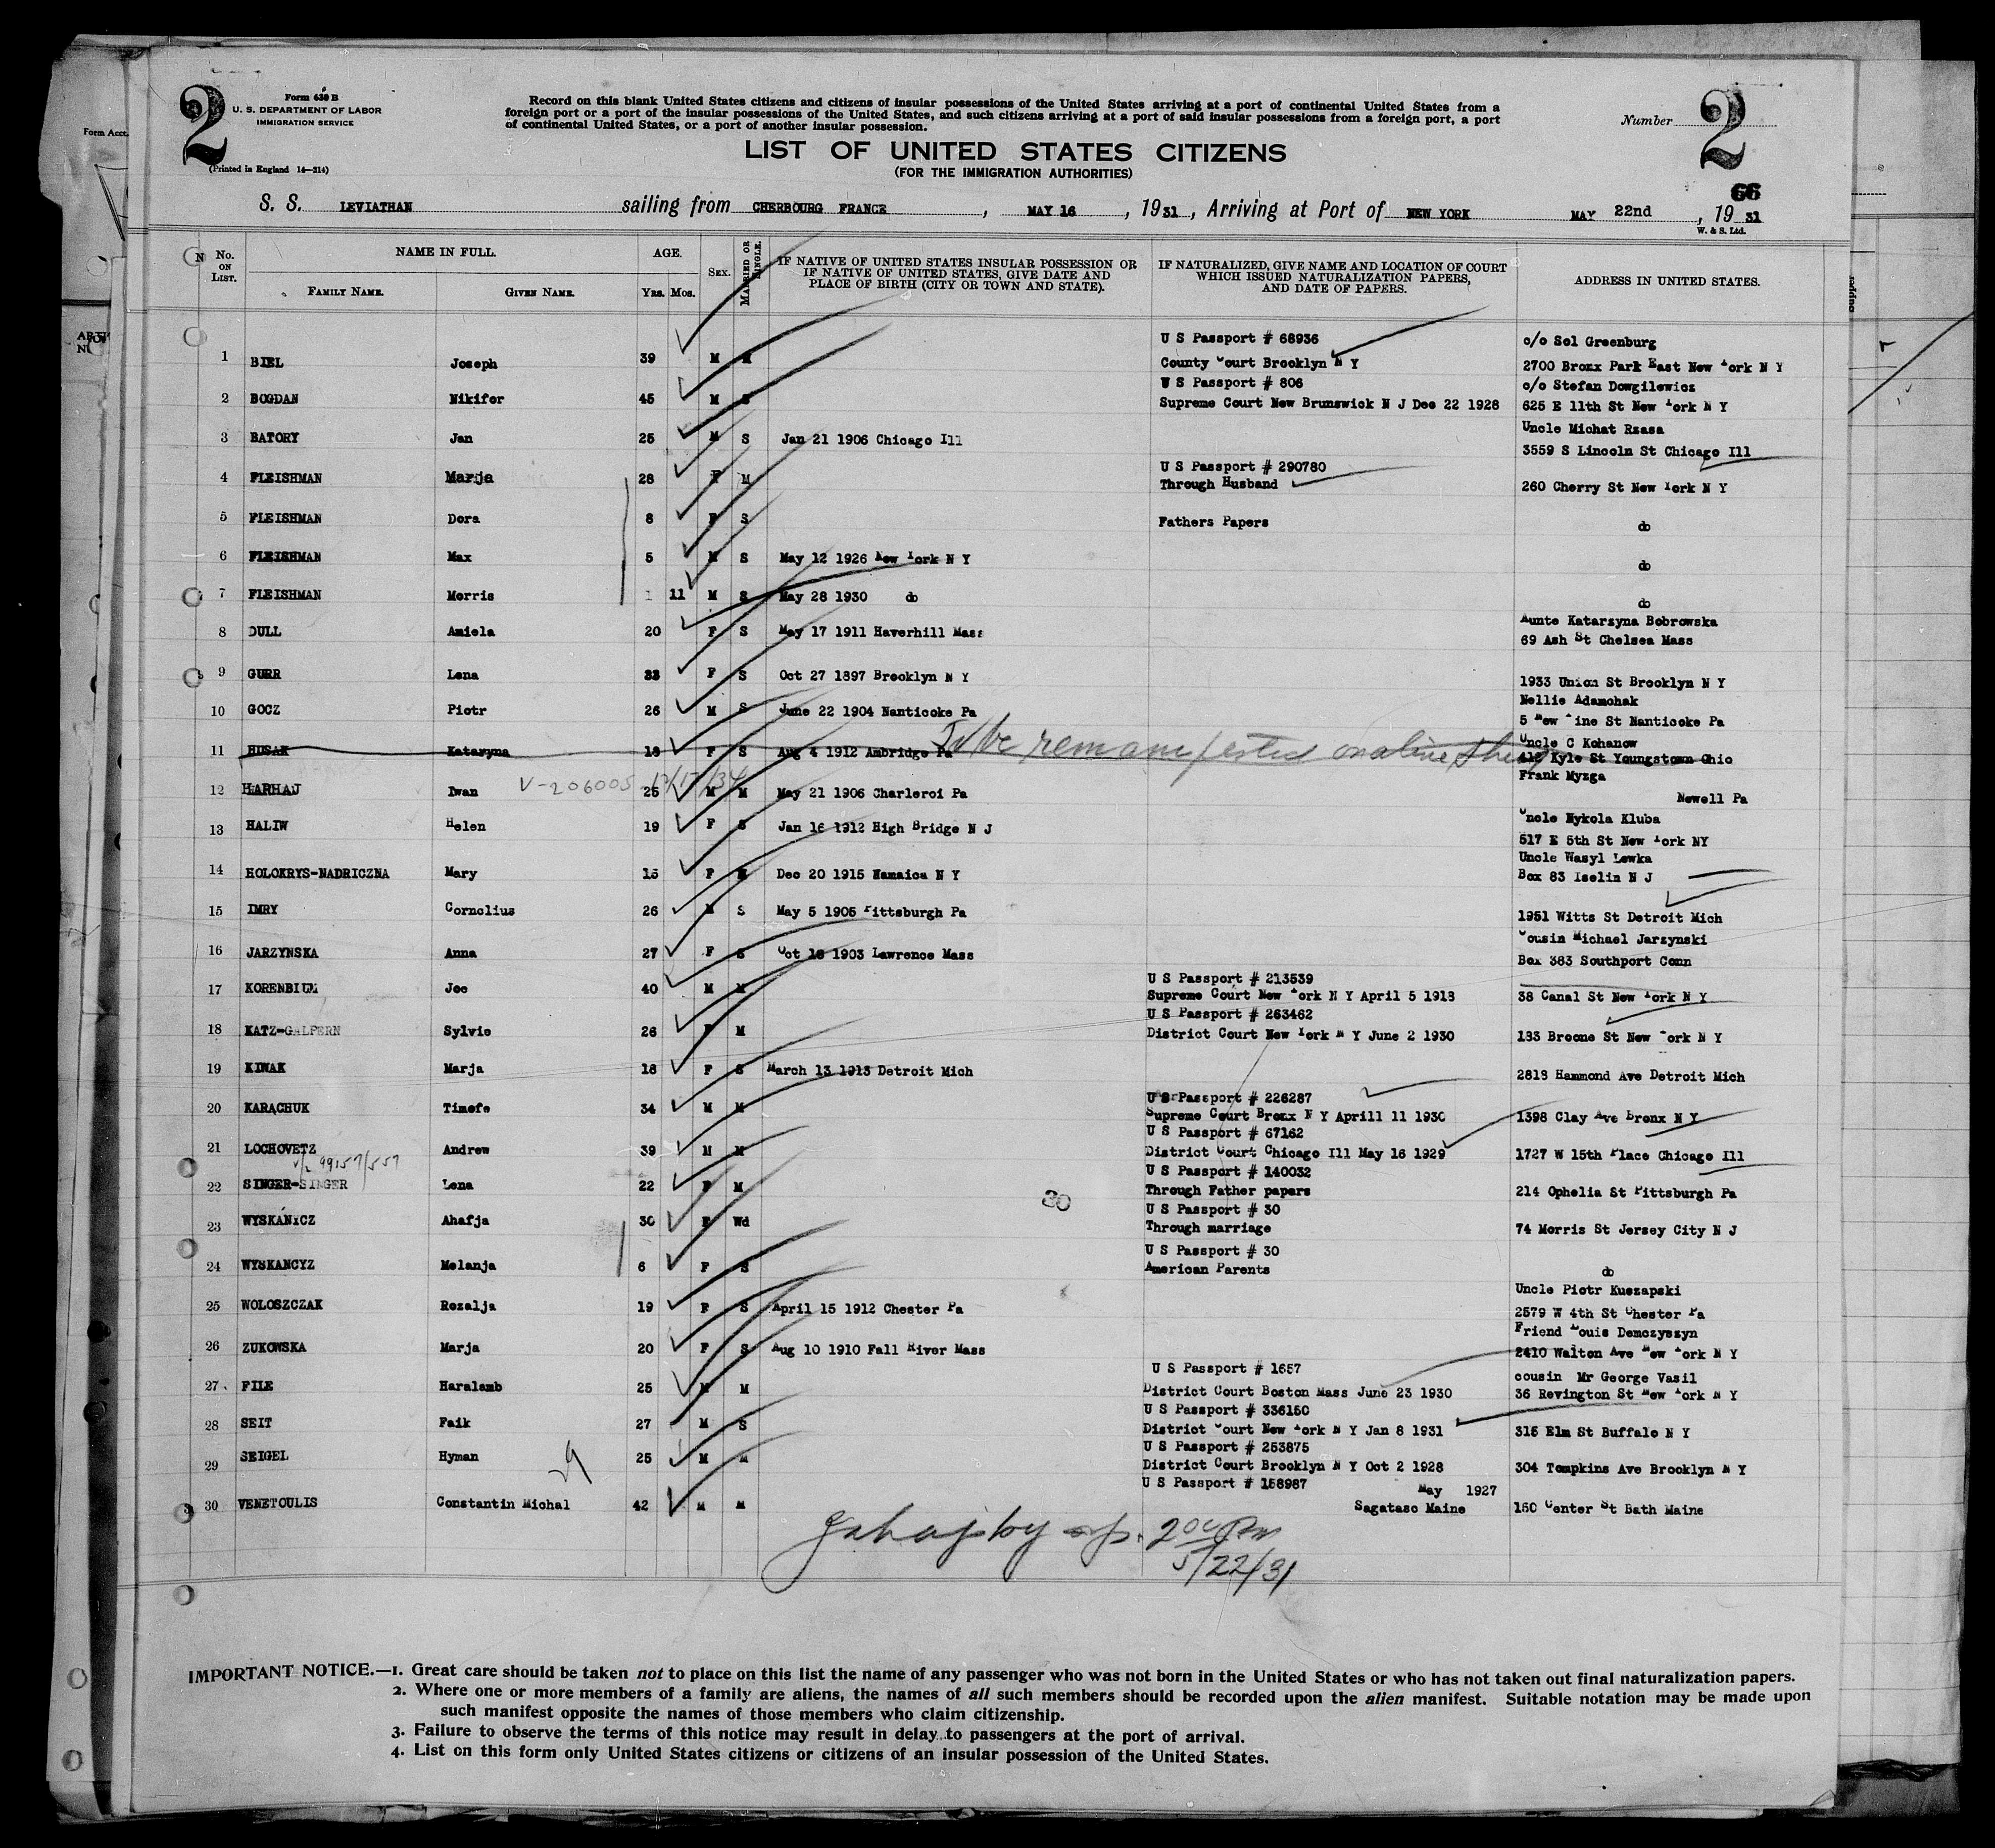 2
Form 630 B
U. S. DEPARTMENT OF LABOR
IMMIGRATION SERVICE
(Printed in England 14—314)
Record on this blank United States citizens and citizens of insular possessions of the United States arriving at a port of continental United States from a
foreign port or a port of the insular possessions of the United States, and such citizens arriving at a port of said insular possessions from a foreign port, a port
of continental United States, or a port of another insular possession.
Number 2
LIST OF UNITED STATES CITIZENS
(FOR THE IMMIGRATION AUTHORITIES)
66
S. S. LEVIATHAN sailing from CHERBOURG FRANCE, MAY 16, 1931, Arriving at Port of NEW YORK MAY 22nd, 1931
W. & S. Ltd.
No. ON LIST. NAME IN FULL. FAMILY NAME. GIVEN NAME. AGE. Yrs. Mos. SEX. MARRIED OR SINGLE. IF NATIVE OF UNITED STATES INSULAR POSSESSION OR IF NATIVE OF UNITED STATES, GIVE DATE AND PLACE OF BIRTH (CITY OR TOWN AND STATE). IF NATURALIZED, GIVE NAME AND LOCATION OF COURT WHICH ISSUED NATURALIZATION PAPERS, AND DATE OF PAPERS. ADDRESS IN UNITED STATES.
U S Passport # 68936 c/o Sol Greenburg
1 BIEL Joseph 39 M M County Court Brooklyn N Y 2700 Bronx Park East New York N Y
U S Passport # 806 c/o Stefan Dowgilewicz
2 BOGDAN Nikifor 45 M S Supreme Court New Brunswick N J Dec 22 1928 625 E 11th St New York N Y
Uncle Michat Rzasa
3 BATORY Jan 25 M S Jan 21 1906 Chicago Ill 3559 S Lincoln St Chicago Ill
U S Passport # 290780
4 FLEISHMAN Marja 28 F M Through Husband 260 Cherry St New York N Y
5 FLEISHMAN Dora 8 F S Fathers Papers do
6 FLEISHMAN Max 5 M S May 12 1926 New York N Y do
7 FLEISHMAN Morris 11 M S May 28 1930 do do
Aunte Katarzyna Bobrowska
8 DULL Amiela 20 F S May 17 1911 Haverhill Mass 69 Ash St Chelsea Mass
9 GURR Lena 33 F S Oct 27 1897 Brooklyn N Y 1933 Union St Brooklyn N Y
Nellie Adamchak
10 GOCZ Piotr 26 M S June 22 1904 Nanticoke Pa 5 New Pine St Nanticoke Pa
Uncle C Kohanow
11 HUSAK Kataryna 18 F S Aug 4 1912 Ambridge Pa To be remanifested on alien sheet 418 Kyle St Youngstown Ohio
V-206005 12/17/34
Frank Myzga
12 HARHAJ Iwan 25 M M May 21 1906 Charleroi Pa Newell Pa
Uncle Mykola Kluba
13 HALIW Helen 19 F S Jan 16 1912 High Bridge N J 517 E 5th St New York NY
Uncle Wasyl Lewka
14 HOLOKRYS-NADRICZNA Mary 15 F Dec 20 1915 Hamaica N Y Box 83 Iselin N J
15 IMRY Cornelius 26 M S May 5 1905 Pittsburgh Pa 1951 Witts St Detroit Mich
Cousin Michael Jarzynski
16 JARZYNSKA Anna 27 F S Oct 16 1903 Lawrence Mass Box 383 Southport Conn
U S Passport # 213539
17 KORENBIUM Joe 40 M M Supreme Court New York N Y April 5 1918 38 Canal St New York N Y
U S Passport # 263462
18 KATZ-GALPERN Sylvie 26 F M District Court New York N Y June 2 1930 183 Broome St New York N Y
19 KIWAK Marja 18 F S March 13 1913 Detroit Mich 2818 Hammond Ave Detroit Mich
U S Passport # 226287
20 KARACHUK Timofe 34 M M Supreme Court Bronx N Y Aprill 11 1930 1398 Clay Ave Bronx N Y
U S Passport # 67162
21 LOCHOVETZ Andrew 39 M M District Court Chicago Ill May 16 1929 1727 W 15th Place Chicago Ill
U S Passport # 140032
22 SINGER-SINGER Lena 22 F M Through Father papers 214 Ophelia St Pittsburgh Pa
30
U S Passport # 30
23 WYSKANICZ Ahafja 30 F Wd Through marriage 74 Morris St Jersey City N J
U S Passport # 30
24 WYSKANCYZ Melanja 6 F S American Parents do
Uncle Piotr Kuszapski
25 WOLOSZCZAK Rozalja 19 F S April 15 1912 Chester Pa 2579 W 4th St Chester Pa
Friend Louis Demczyszyn
26 ZUKOWSKA Marja 20 F S Aug 10 1910 Fall River Mass 2410 Walton Ave New York N Y
U S Passport # 1657 cousin Mr George Vasil
27 FILE Haralamb 25 M M District Court Boston Mass June 23 1930 36 Revington St New York N Y
U S Passport # 336150
28 SEIT Faik 27 M S District Court New York N Y Jan 8 1931 315 Elm St Buffalo N Y
U S Passport # 253875
29 SEIGEL Hyman 25 M M District Court Brooklyn N Y Oct 2 1928 304 Tompkins Ave Brooklyn N Y
29
U S Passport # 158987 May 1927
30 VENETOULIS Constantin Michal 42 M M Sagatasc Maine 160 Center St Bath Maine
2 00 Pm
5/22/31
IMPORTANT NOTICE.—1. Great care should be taken not to place on this list the name of any passenger who was not born in the United States or who has not taken out final naturalization papers.
2. Where one or more members of a family are aliens, the names of all such members should be recorded upon the alien manifest. Suitable notation may be made upon
such manifest opposite the names of those members who claim citizenship.
3. Failure to observe the terms of this notice may result in delay to passengers at the port of arrival.
4. List on this form only United States citizens or citizens of an insular possession of the United States.